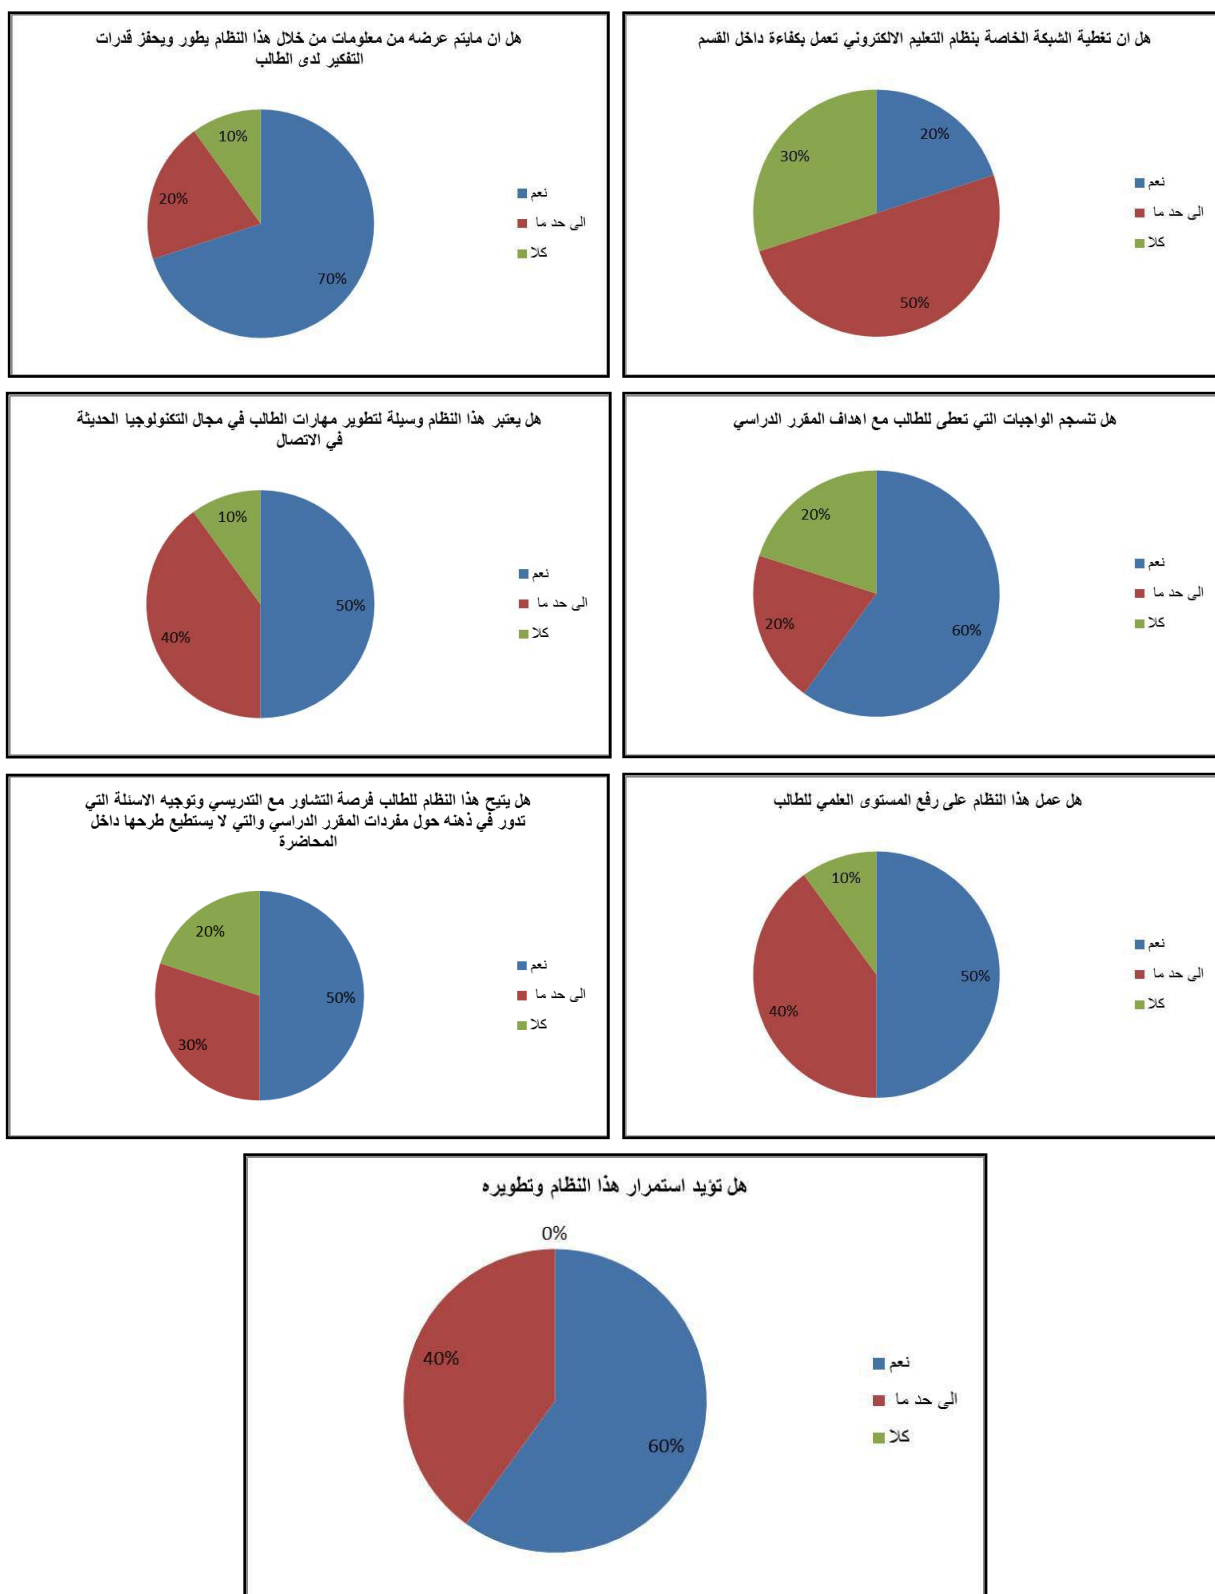 هل ان تغطية الشبكة الخاصة بنظام التعليم الالكتروني تعمل بكفاءة داخل القسم
20%
30%
50%
نعم
الى حد ما
كلا
هل ان مايتم عرضه من معلومات من خلال هذا النظام يطور ويحفز قدرات
التفكير لدى الطالب
10%
20%
70%
نعم
الى حد ما
كلا
هل تنسجم الواجبات التي تعطى للطالب مع اهداف المقرر الدراسي
20%
20%
60%
نعم
الى حد ما
كلا
هل يعتبر هذا النظام وسيلة لتطوير مهارات الطالب في مجال التكنولوجيا الحديثة
في الاتصال
10%
50%
40%
نعم
الى حد ما
كلا
هل عمل هذا النظام على رفع المستوى العلمي للطالب
10%
50%
40%
نعم
الى حد ما
كلا
هل يتيح هذا النظام للطالب فرصة التشاور مع التدريسي وتوجيه الاسئلة التي
تدور في ذهنه حول مفردات المقرر الدراسي والتي لا يستطيع طرحها داخل
المحاضرة
20%
50%
30%
نعم
الى حد ما
كلا
هل تؤيد استمرار هذا النظام وتطويره
0%
40%
60%
نعم
الى حد ما
كلا